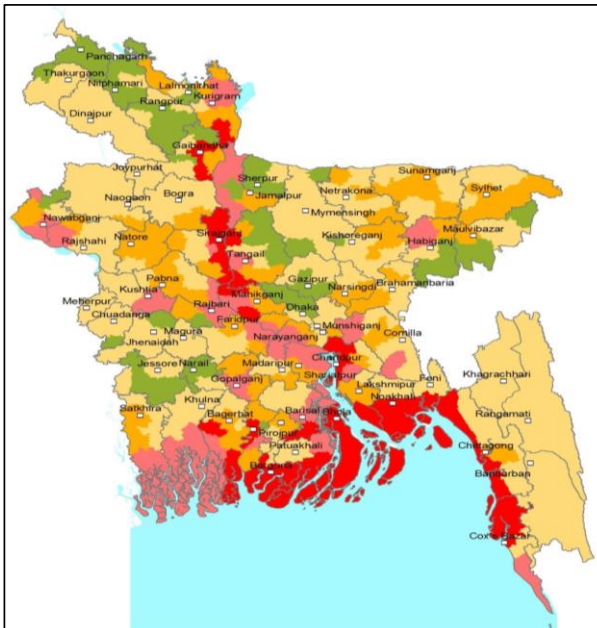 Panchagarh
Thakurgaon
Nilphamari
Lalmonirhat
Kurigram
Rangpur
Dinajpur
Gaibandha
Joypurhat
Sherpur
Jamalpur
Netrakona
Sunamganj
Sylhet
Naogaon
Bogra
Mymensingh
Nawabganj
Rajshahi
Natore
Sirajganj
Kishoreganj
Habiganj
Maulvibazar
Tangail
Pabna
Gazipur
Narsingdi
Brahamanbaria
Meherpur
Kushtia
Manikganj
Chuadanga
Rajbari
Dhaka
Magura
Faridpur
Narayanganj
Munshiganj
Comilla
Jhenaidah
Jessore
Narail
Madaripur
Chandpur
Shariatpur
Gopalganj
Khagrachhari
Feni
Lakshmipur
Noakhali
Satkhira
Khulna
Bagerhat
Barisal
Bhola
Rangamati
Pirojpur
Patuakhali
Chittagong
Barguna
Bandarban
Cox's Bazar